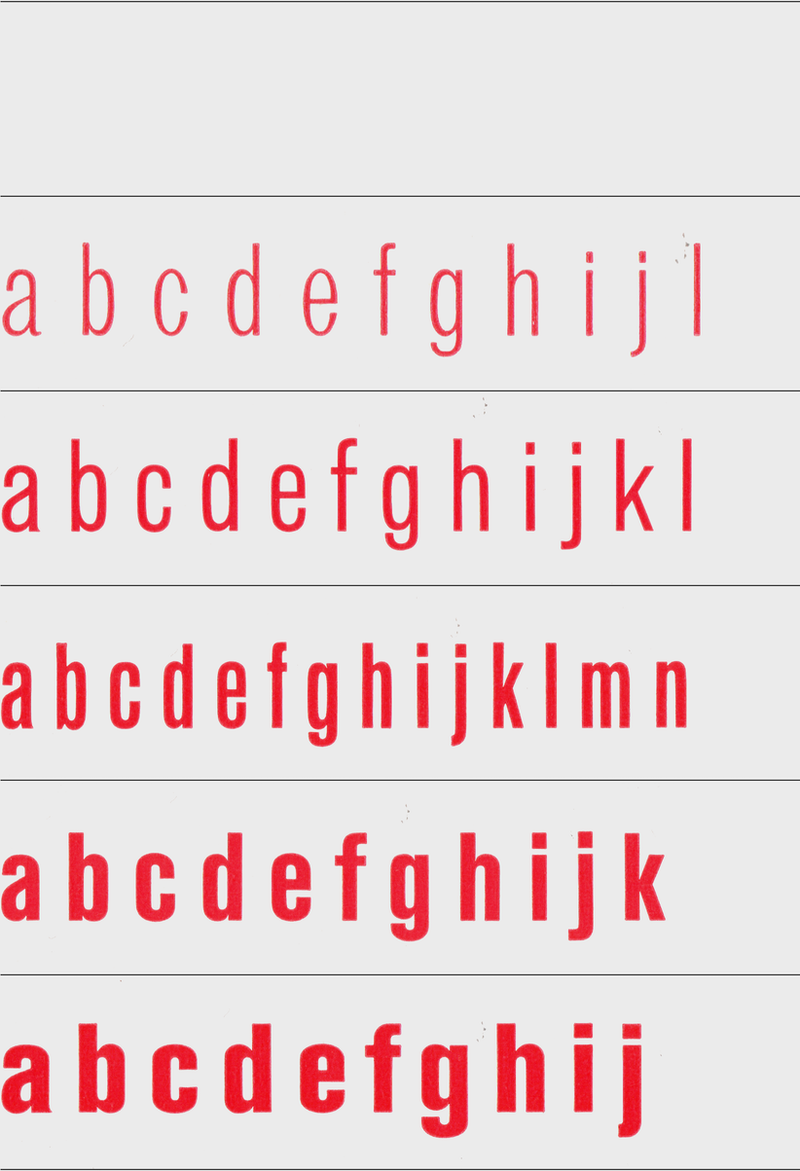 a b c d e f g h i j l
a b c d e f g h i j k l
a b c d e f g h i j k l m n
a b c d e f g h i j k
a b c d e f g h i j